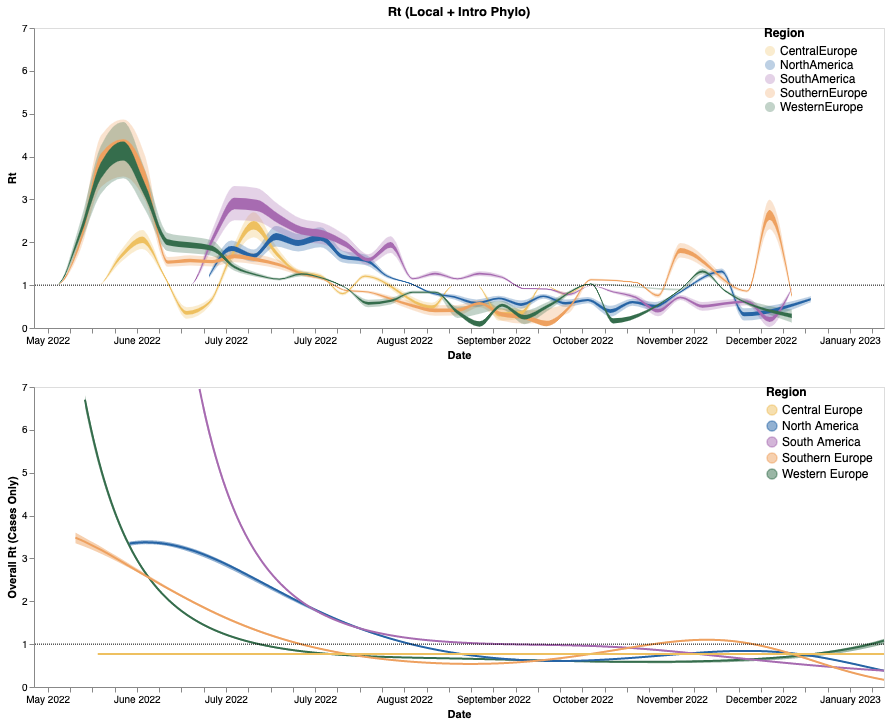 Rt (Local + Intro Phylo)
7
6
5
4
3
2
1
0
Rt
Region
CentralEurope
NorthAmerica
SouthAmerica
SouthernEurope
WesternEurope
May 2022 June 2022 July 2022 July 2022 August 2022 September 2022 October 2022 November 2022 December 2022 January 2023
Date
7
6
5
4
3
2
1
0
Overall Rt (Cases Only)
Region
Central Europe
North America
South America
Southern Europe
Western Europe
May 2022 June 2022 July 2022 July 2022 August 2022 September 2022 October 2022 November 2022 December 2022 January 2023
Date